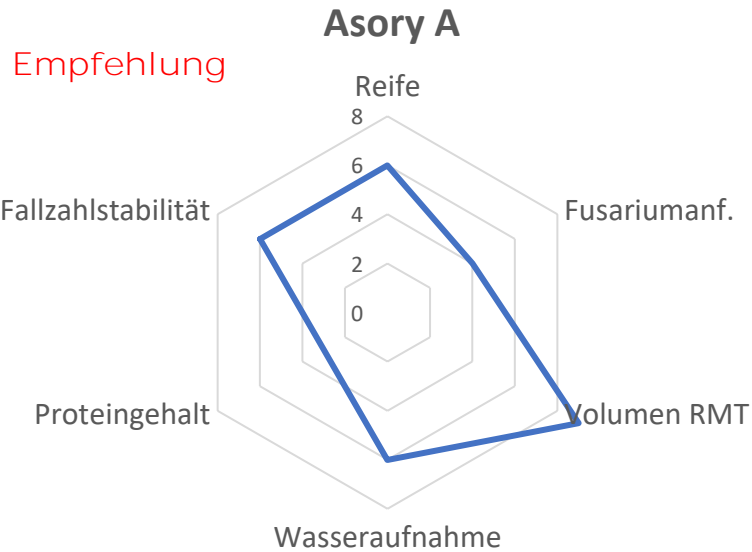 Asory A
Empfehlung
Reife
8
6
4
2
0
Fallzahlstabilität
Fusariumanf.
Proteingehalt
Volumen RMT
Wasseraufnahme